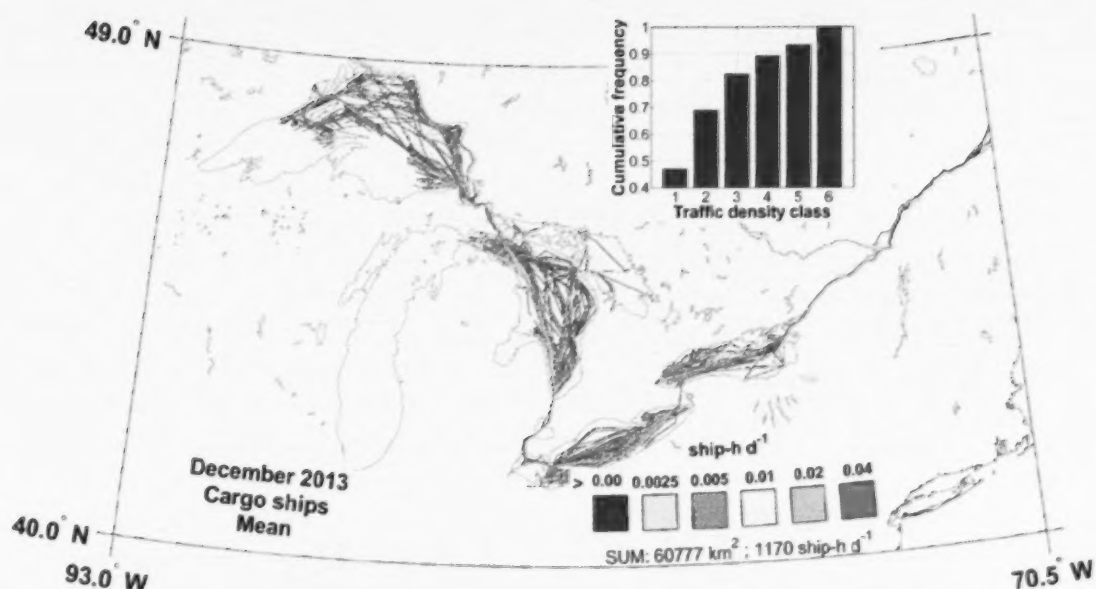 49.0° N
Cumulative frequency
1
0.9
0.8
0.7
0.6
0.5
0.4
1 2 3 4 5 6
Traffic density class
ship-h d⁻¹
> 0.00 0.0025 0.005 0.01 0.02 0.04
SUM: 60777 km² ; 1170 ship-h d⁻¹
December 2013
Cargo ships
Mean
40.0° N
93.0° W
70.5° W